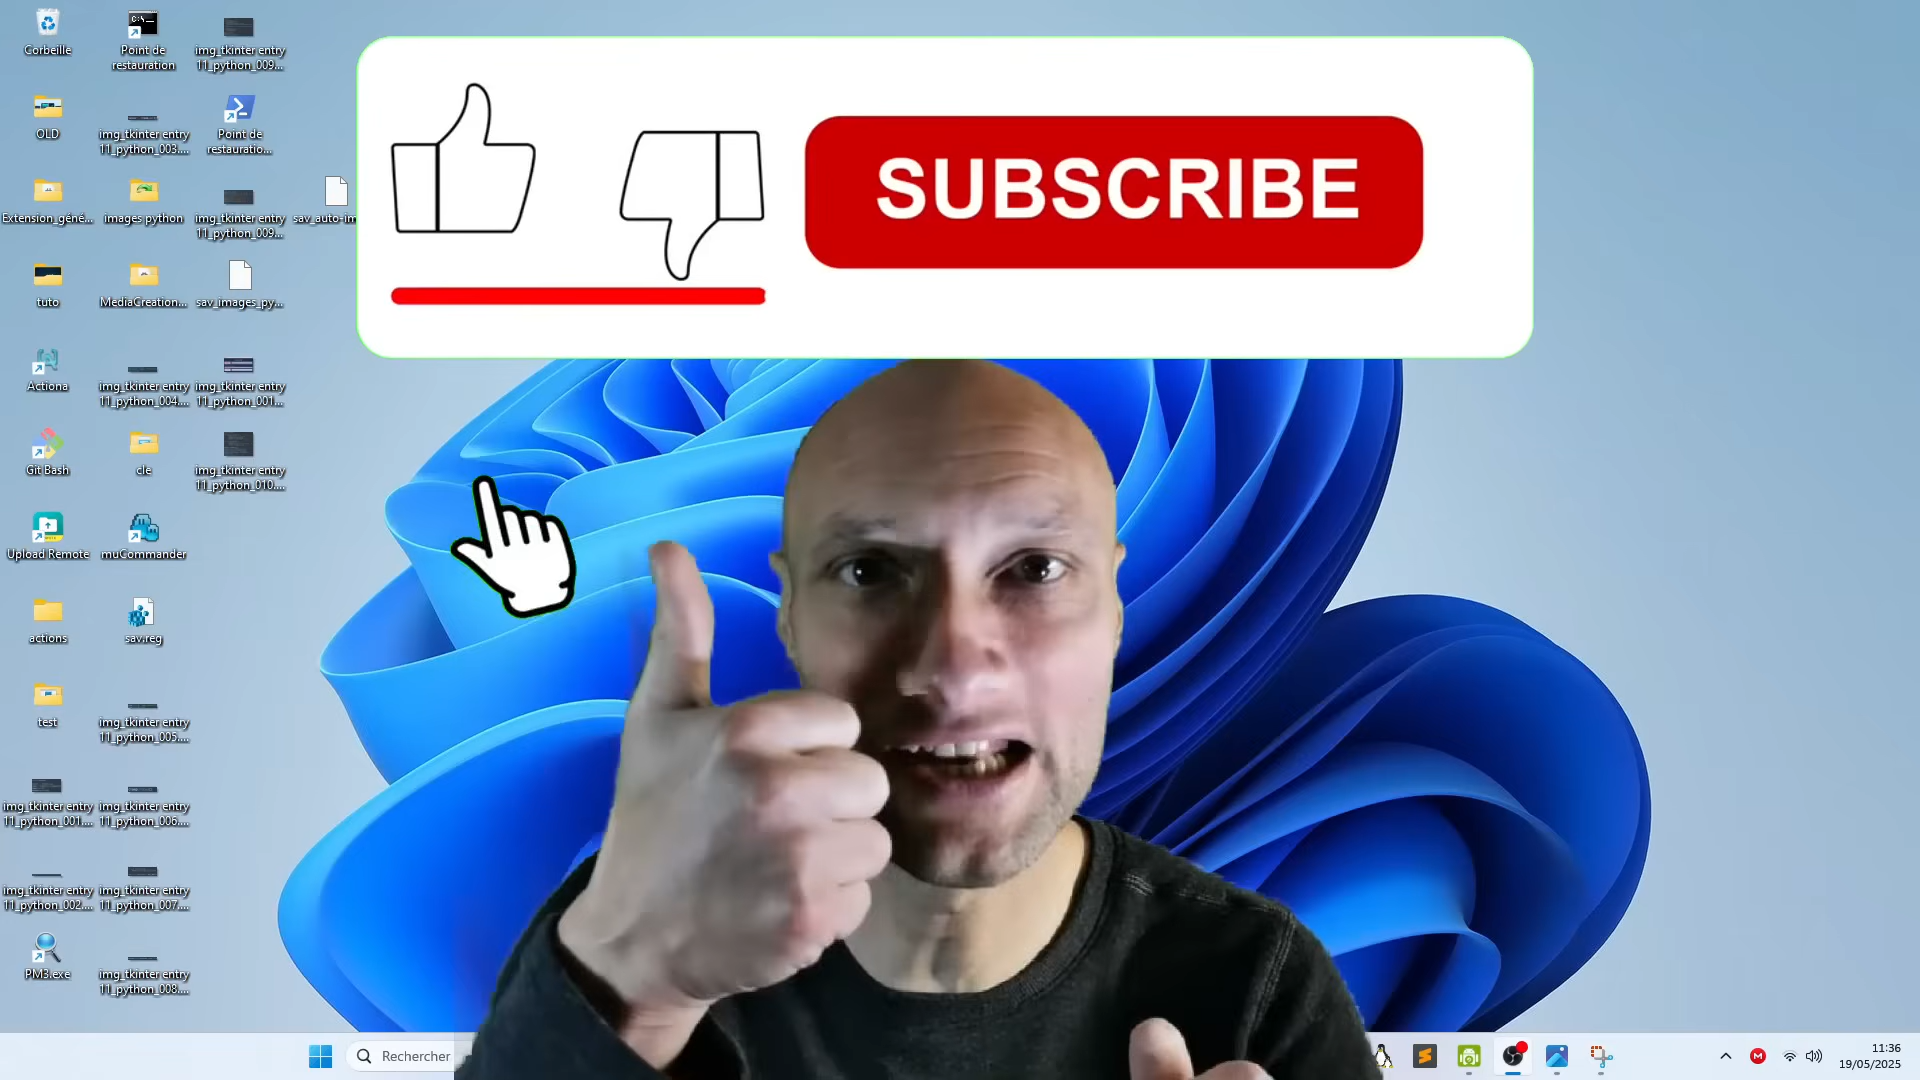 Corbeille
Point de
restauration
img_tkinter entry
11_python_009...
OLD
img_tkinter entry
11_python_003....
Point de
restauratio...
Extension_géné...
images python
img_tkinter entry
11_python_009...
sav_auto-im
tuto
MediaCreation...
sav_images_py...
Actiona
img_tkinter entry
11_python_004....
img_tkinter entry
11_python_001...
Git Bash
cle
img_tkinter entry
11_python_010....
Upload Remote
muCommander
actions
sav.reg
test
img_tkinter entry
11_python_005....
img_tkinter entry
11_python_001....
img_tkinter entry
11_python_006....
img_tkinter entry
11_python_002....
img_tkinter entry
11_python_007....
PM3.exe
img_tkinter entry
11_python_008....
SUBSCRIBE
Rechercher
11:36
19/05/2025